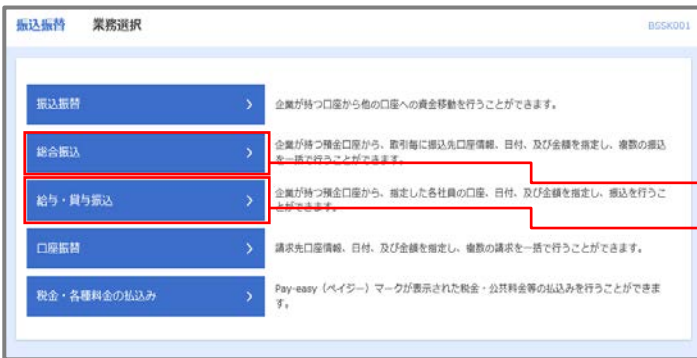 振込振替 業務選択 BSSK001
振込振替
企業が持つ口座から他の口座への資金移動を行うことができます。
総合振込
企業が持つ預金口座から、取引毎に振込先口座情報、日付、及び金額を指定し、複数の振込
を一括で行うことができます。
給与・賞与振込
企業が持つ預金口座から、指定した各社員の口座、日付、及び金額を指定し、振込を行うこ
とができます。
口座振替
請求先口座情報、日付、及び金額を指定し、複数の請求を一括で行うことができます。
税金・各種料金の払込み
Pay-easy（ペイジー）マークが表示された税金・公共料金等の払込みを行うことができま
す。